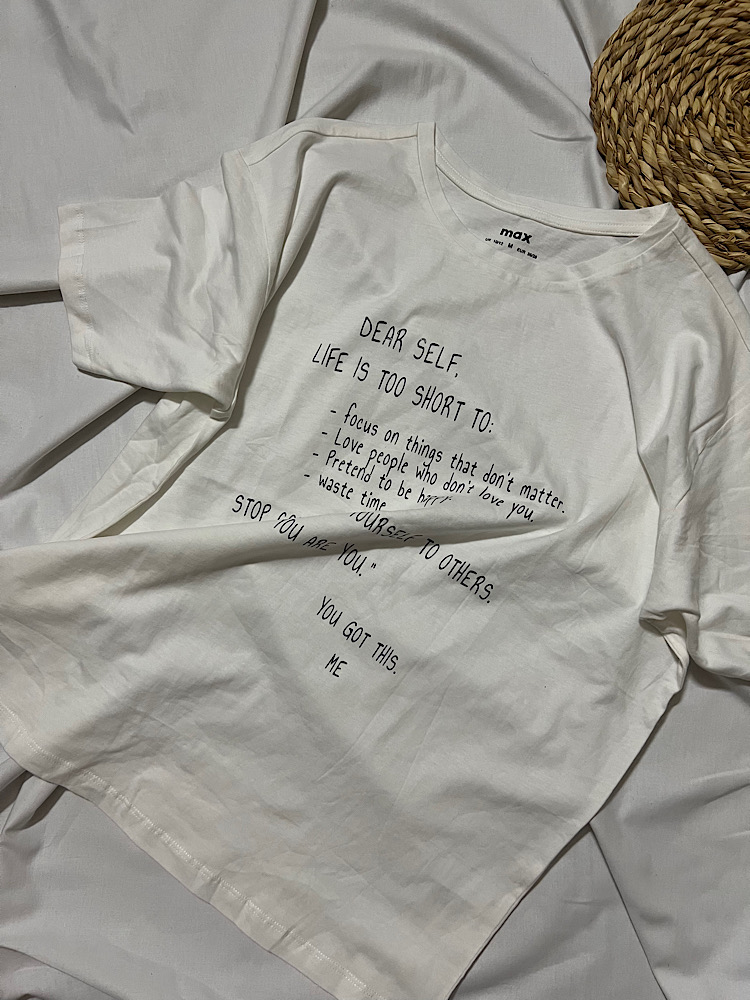 max
DEAR SELF,
LIFE IS TOO SHORT TO:
- focus on things that don't matter.
- Love people who don't love you.
- Pretend to be
- waste time
STOP YOURSELF TO OTHERS.
YOU ARE YOU."
YOU GOT THIS.
ME